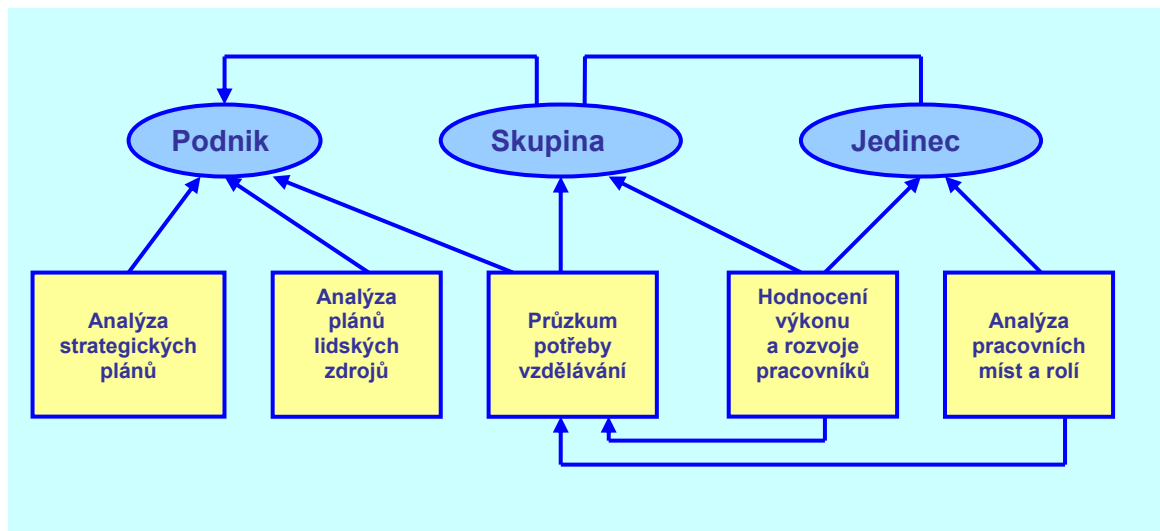 Podnik
Skupina
Jedinec
Analýza
strategických
plánů
Analýza
plánů
lidských
zdrojů
Průzkum
potřeby
vzdělávání
Hodnocení
výkonu
a rozvoje
pracovníků
Analýza
pracovních
míst a rolí